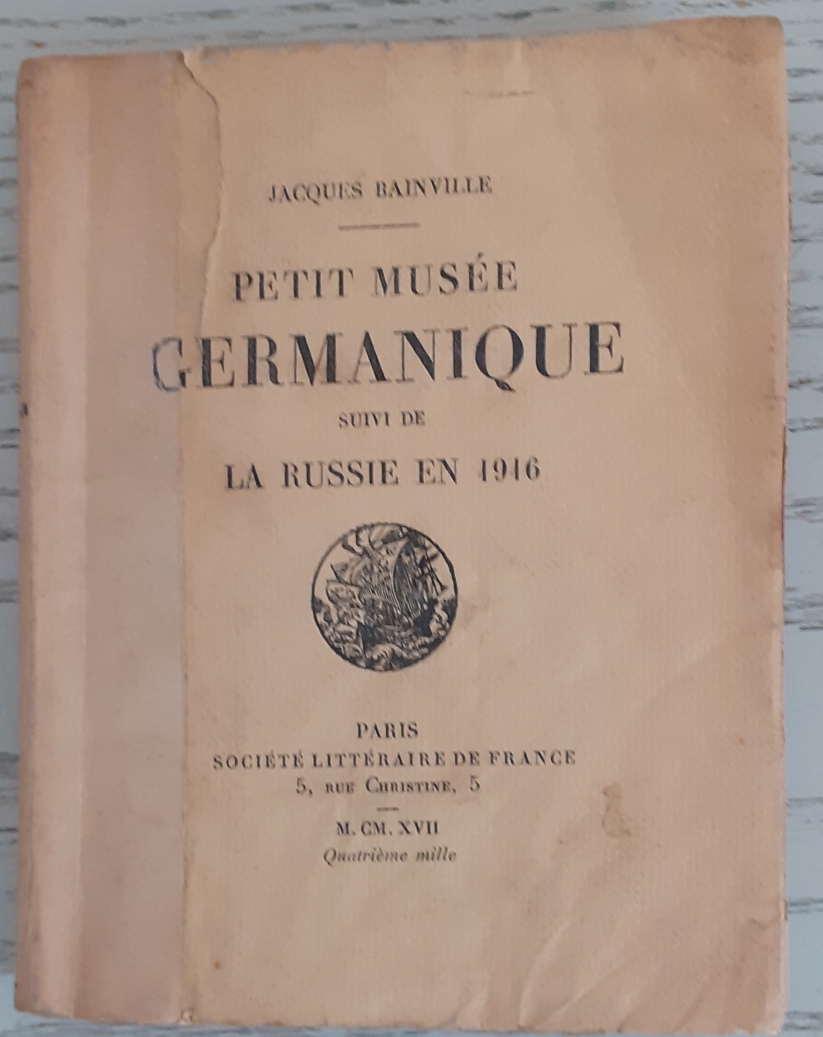 JACQUES BAINVILLE
PETIT MUSÉE
GERMANIQUE
SUIVI DE
LA RUSSIE EN 1916
PARIS
SOCIÉTÉ LITTÉRAIRE DE FRANCE
5, RUE CHRISTINE, 5
M. CM. XVII
Quatrième mille